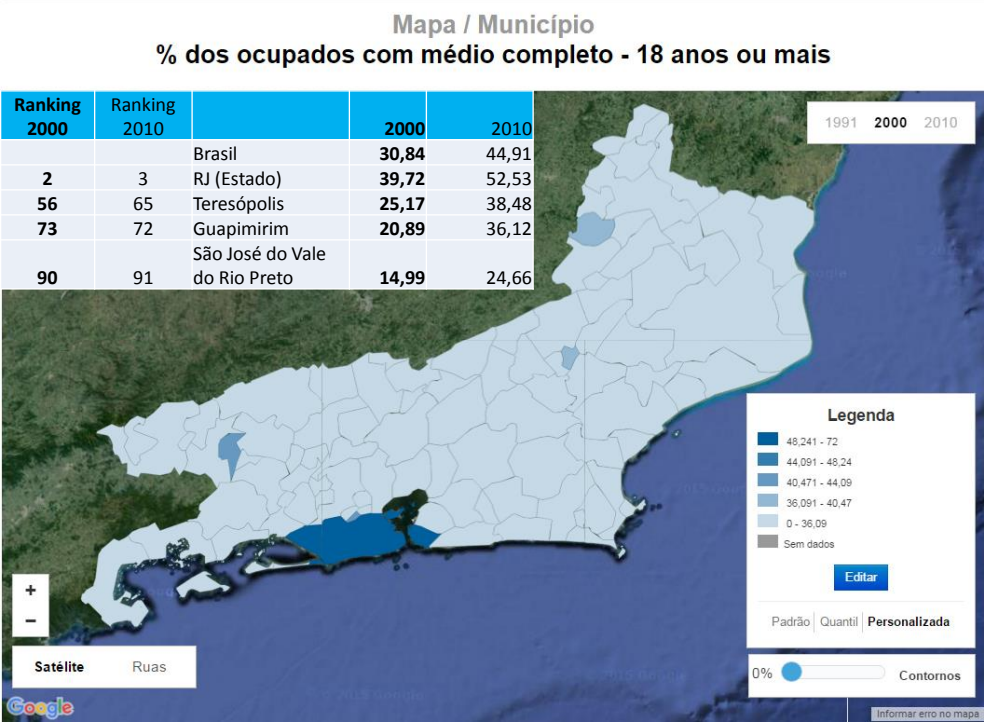 Mapa / Município
% dos ocupados com médio completo - 18 anos ou mais
Ranking 2000 Ranking 2010 2000 2010
Brasil 30,84 44,91
2 3 RJ (Estado) 39,72 52,53
56 65 Teresópolis 25,17 38,48
73 72 Guapimirim 20,89 36,12
90 91 São José do Vale do Rio Preto 14,99 24,66
1991 2000 2010
Legenda
48,241 - 72
44,091 - 48,24
40,471 - 44,09
36,091 - 40,47
0 - 36,09
Sem dados
Editar
Padrão Quantil Personalizada
0% Contornos
+
−
Satélite Ruas
Google
Informar erro no mapa